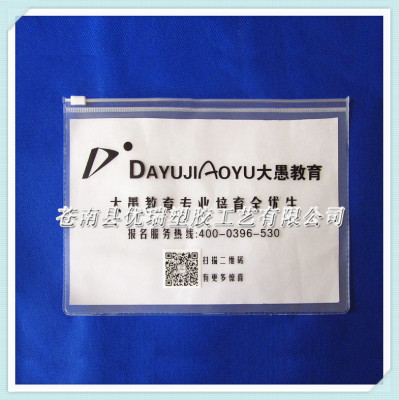 DAYUJIAOYU大愚教育
大愚教育专业培育全优生
苍南县优瑞塑胶工艺有限公司
报名服务热线:400-0396-530
扫描二维码
有更多惊喜